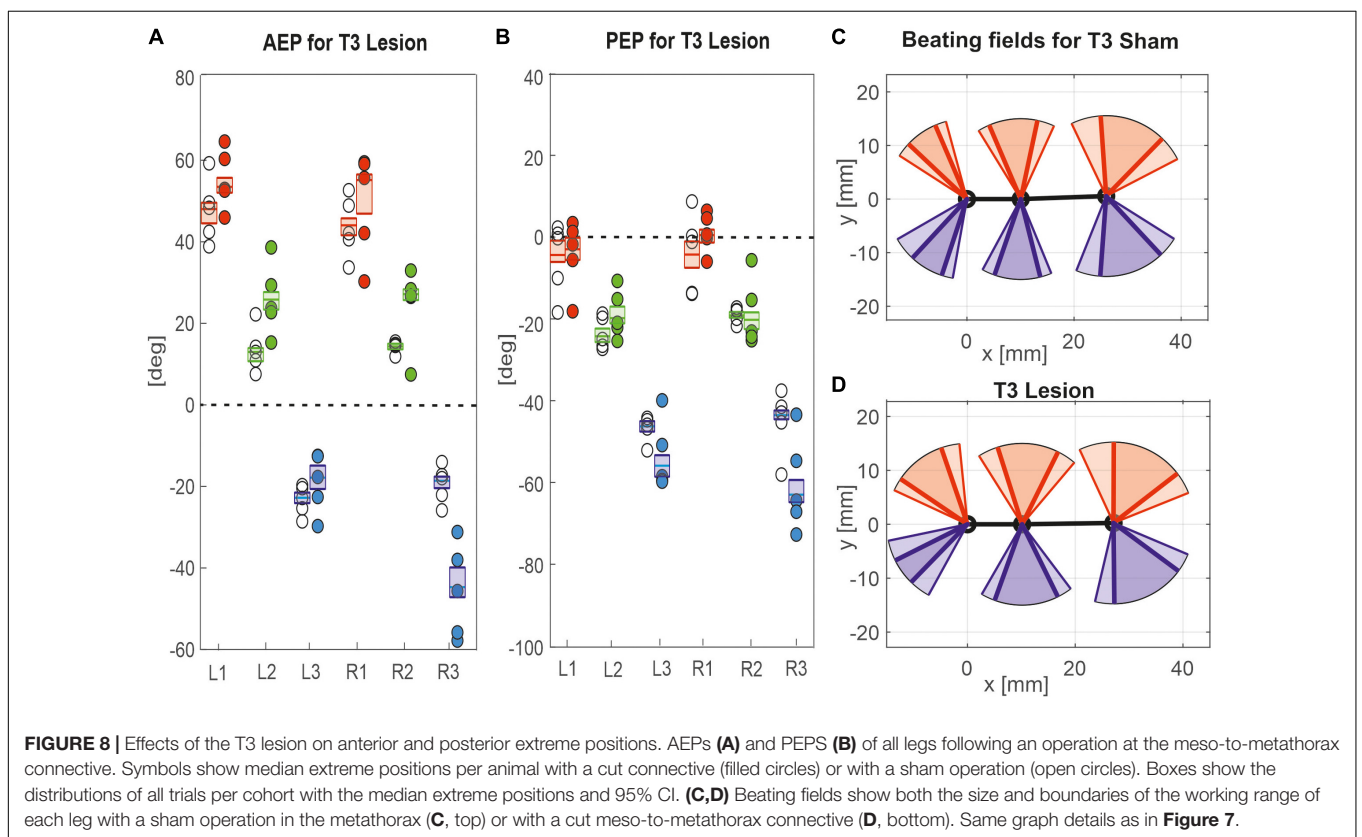 A
AEP for T3 Lesion
80
60
40
20
0
-20
-40
-60
[deg]
L1 L2 L3 R1 R2 R3
B
PEP for T3 Lesion
40
20
0
-20
-40
-60
-80
-100
[deg]
L1 L2 L3 R1 R2 R3
C
Beating fields for T3 Sham
20
10
0
-10
-20
y [mm]
0 20 40
x [mm]
D
T3 Lesion
20
10
0
-10
-20
y [mm]
0 20 40
x [mm]
FIGURE 8 | Effects of the T3 lesion on anterior and posterior extreme positions. AEPs (A) and PEPS (B) of all legs following an operation at the meso-to-metathorax
connective. Symbols show median extreme positions per animal with a cut connective (filled circles) or with a sham operation (open circles). Boxes show the
distributions of all trials per cohort with the median extreme positions and 95% CI. (C,D) Beating fields show both the size and boundaries of the working range of
each leg with a sham operation in the metathorax (C, top) or with a cut meso-to-metathorax connective (D, bottom). Same graph details as in Figure 7.